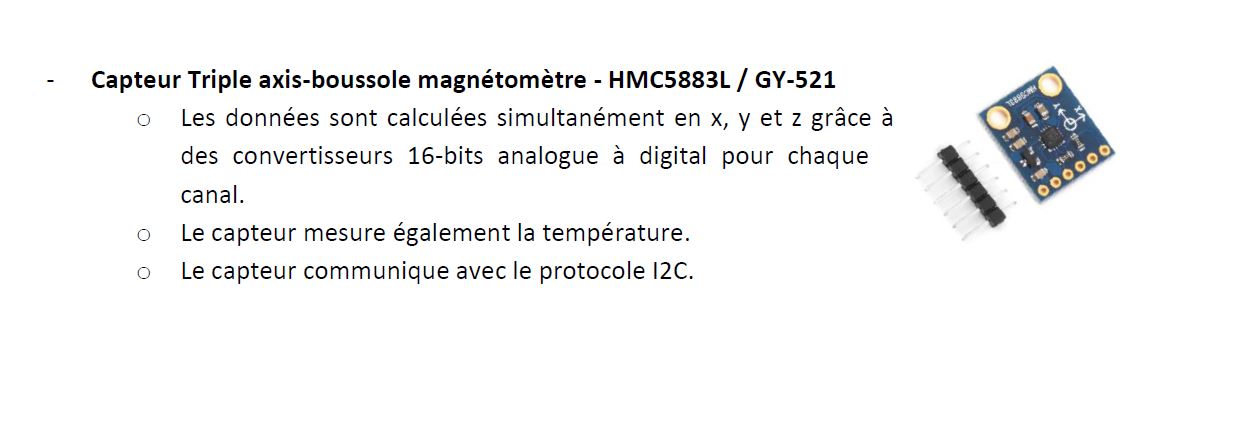 - Capteur Triple axis-boussole magnétomètre - HMC5883L / GY-521
o Les données sont calculées simultanément en x, y et z grâce à
des convertisseurs 16-bits analogue à digital pour chaque
canal.
o Le capteur mesure également la température.
o Le capteur communique avec le protocole I2C.
HMC5883L
Y X